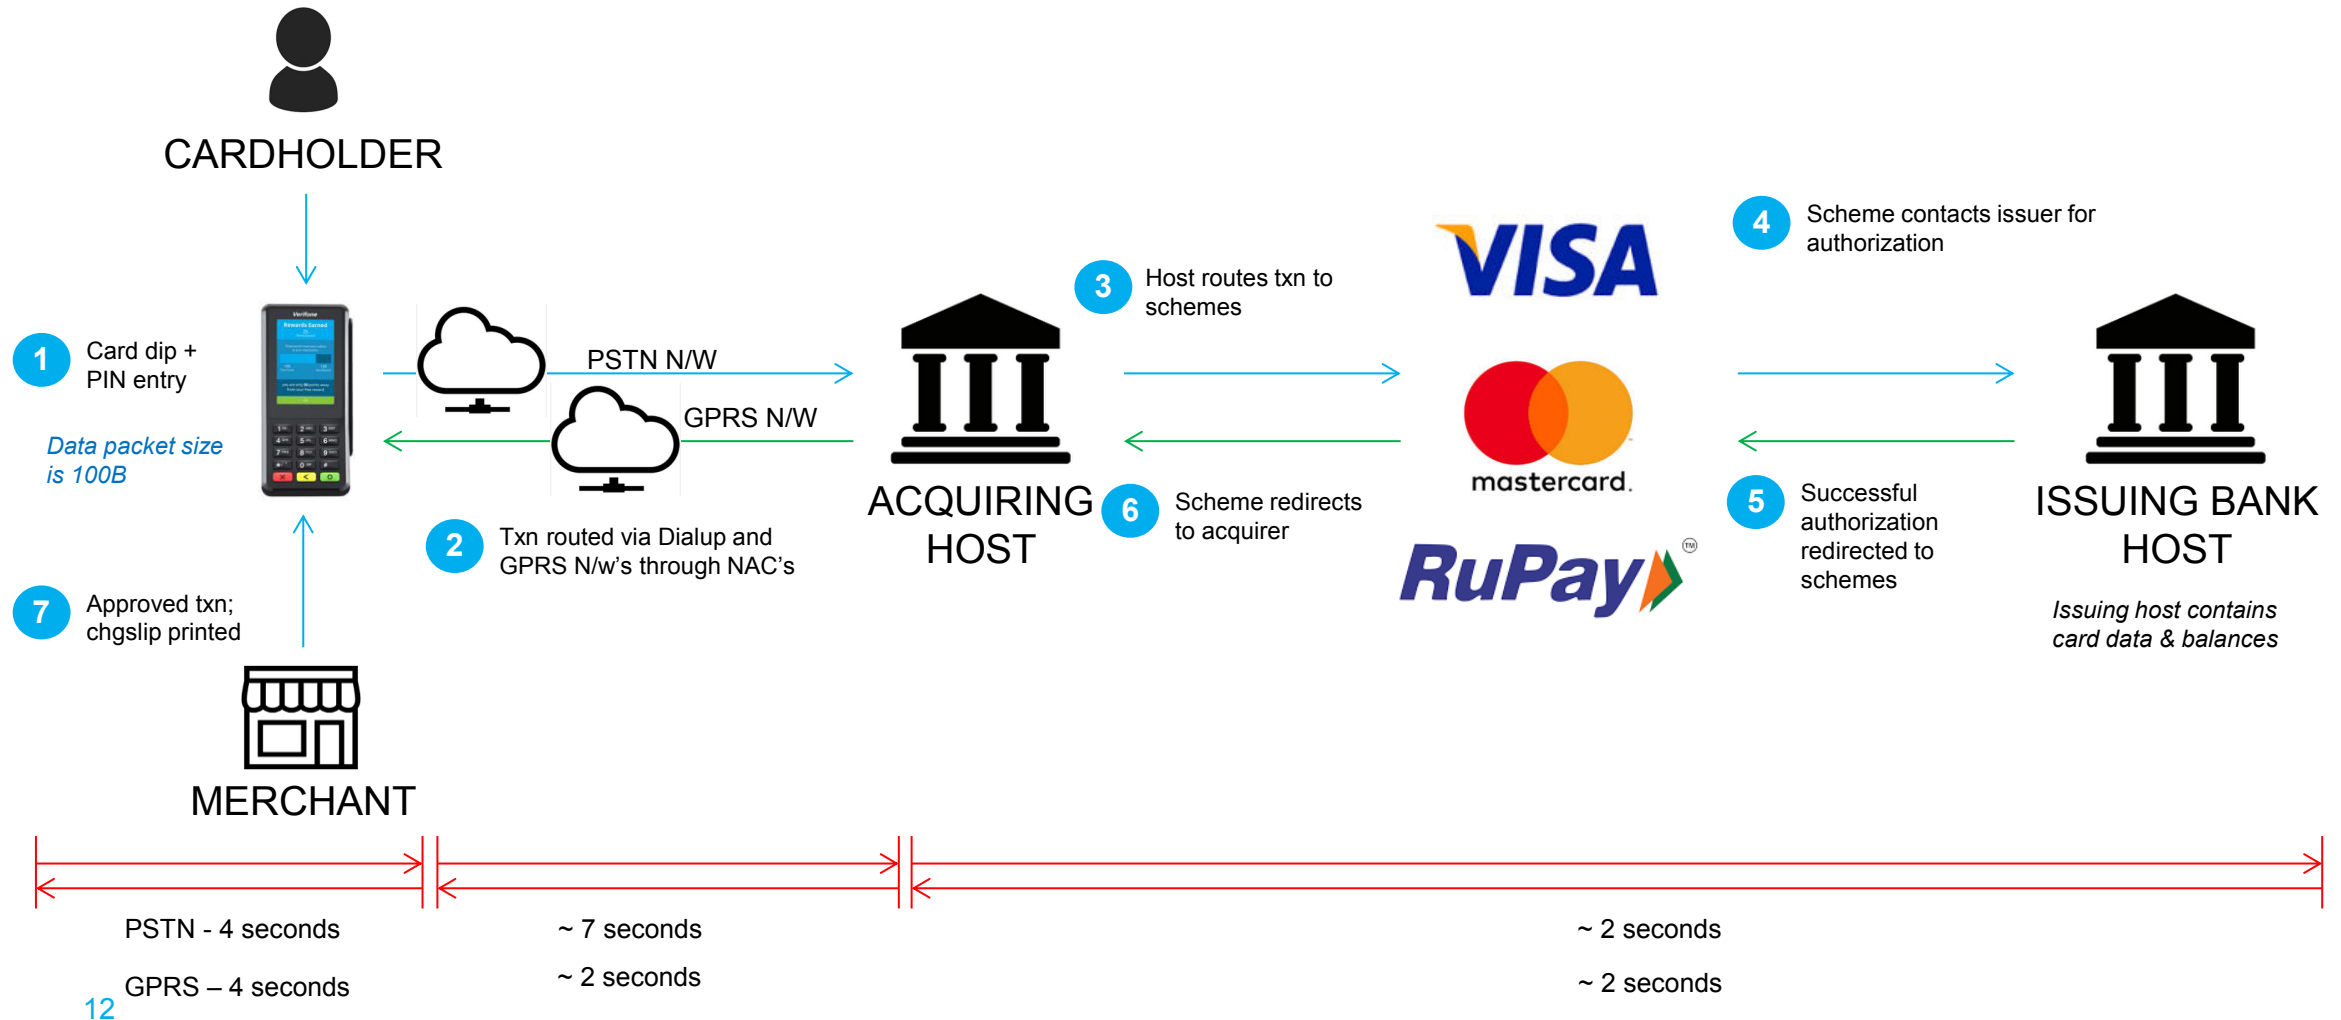 CARDHOLDER
1
Card dip +
PIN entry
Data packet size
is 100B
Verifone
Rewards Earned
PSTN N/W
GPRS N/W
2
Txn routed via Dialup and
GPRS N/w's through NAC's
ACQUIRING
HOST
3
Host routes txn to
schemes
VISA
mastercard.
RuPay
TM
4
Scheme contacts issuer for
authorization
5
Successful
authorization
redirected to
schemes
6
Scheme redirects
to acquirer
ISSUING BANK
HOST
Issuing host contains
card data & balances
7
Approved txn;
chgslip printed
MERCHANT
PSTN - 4 seconds
~ 7 seconds
~ 2 seconds
GPRS – 4 seconds
~ 2 seconds
~ 2 seconds
12